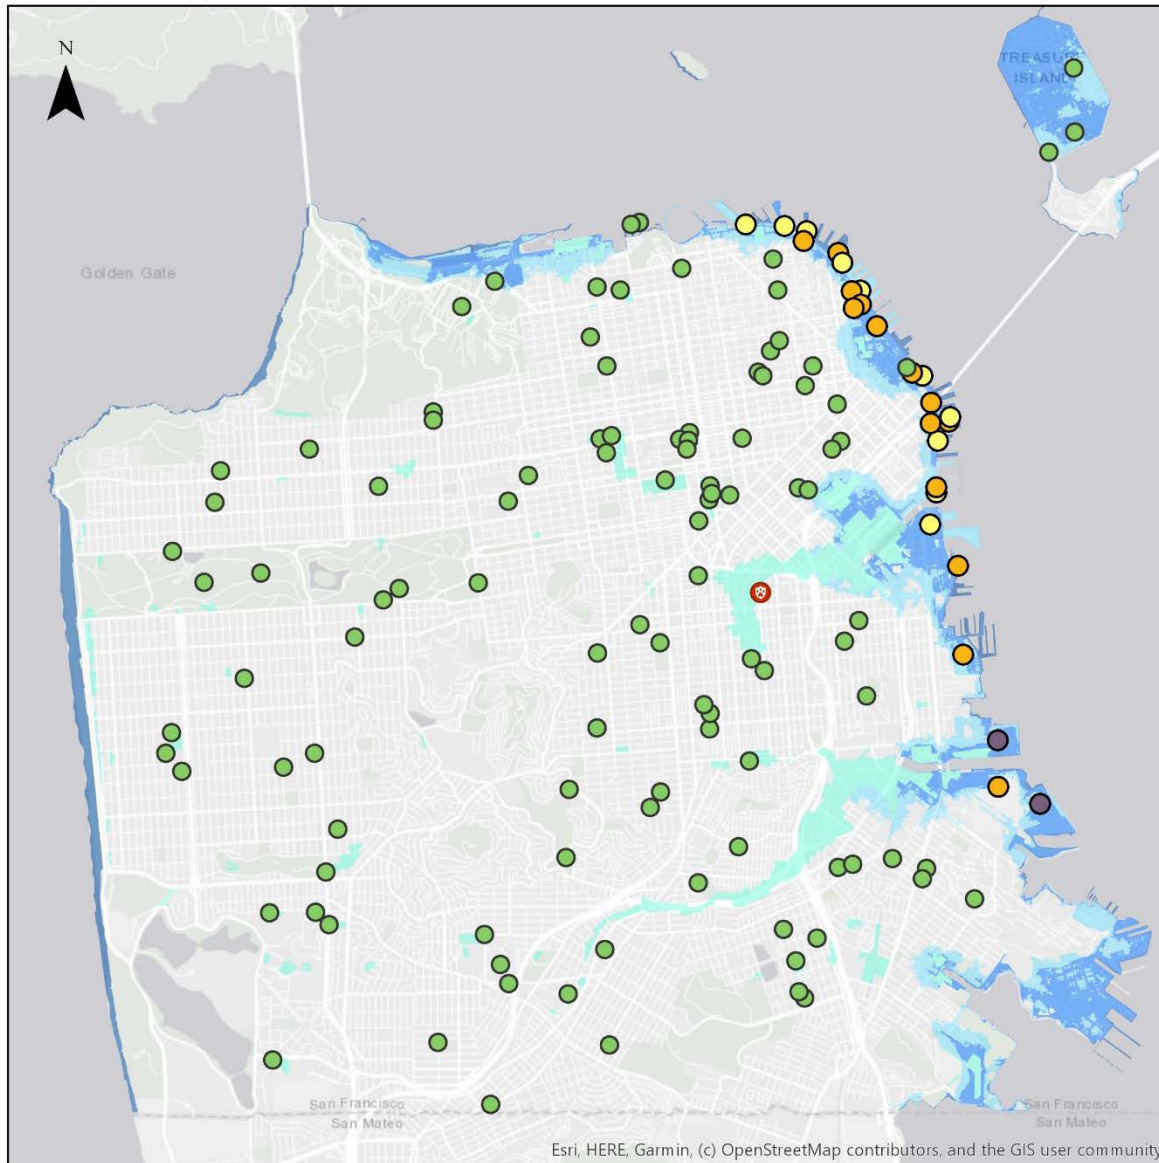 N
TREASURE
ISLAND
Golden Gate
San Francisco
San Mateo
San Francisco
San Mateo
Esri, HERE, Garmin, (c) OpenStreetMap contributors, and the GIS user community